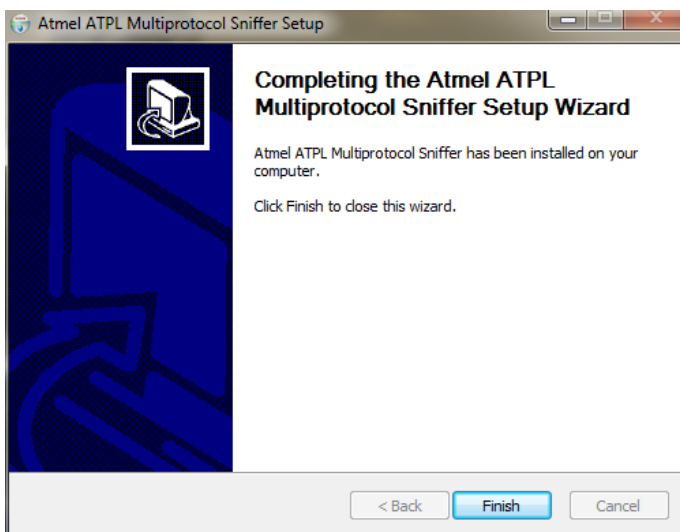 Atmel ATPL Multiprotocol Sniffer Setup
Completing the Atmel ATPL
Multiprotocol Sniffer Setup Wizard
Atmel ATPL Multiprotocol Sniffer has been installed on your
computer.
Click Finish to close this wizard.
< Back Finish Cancel